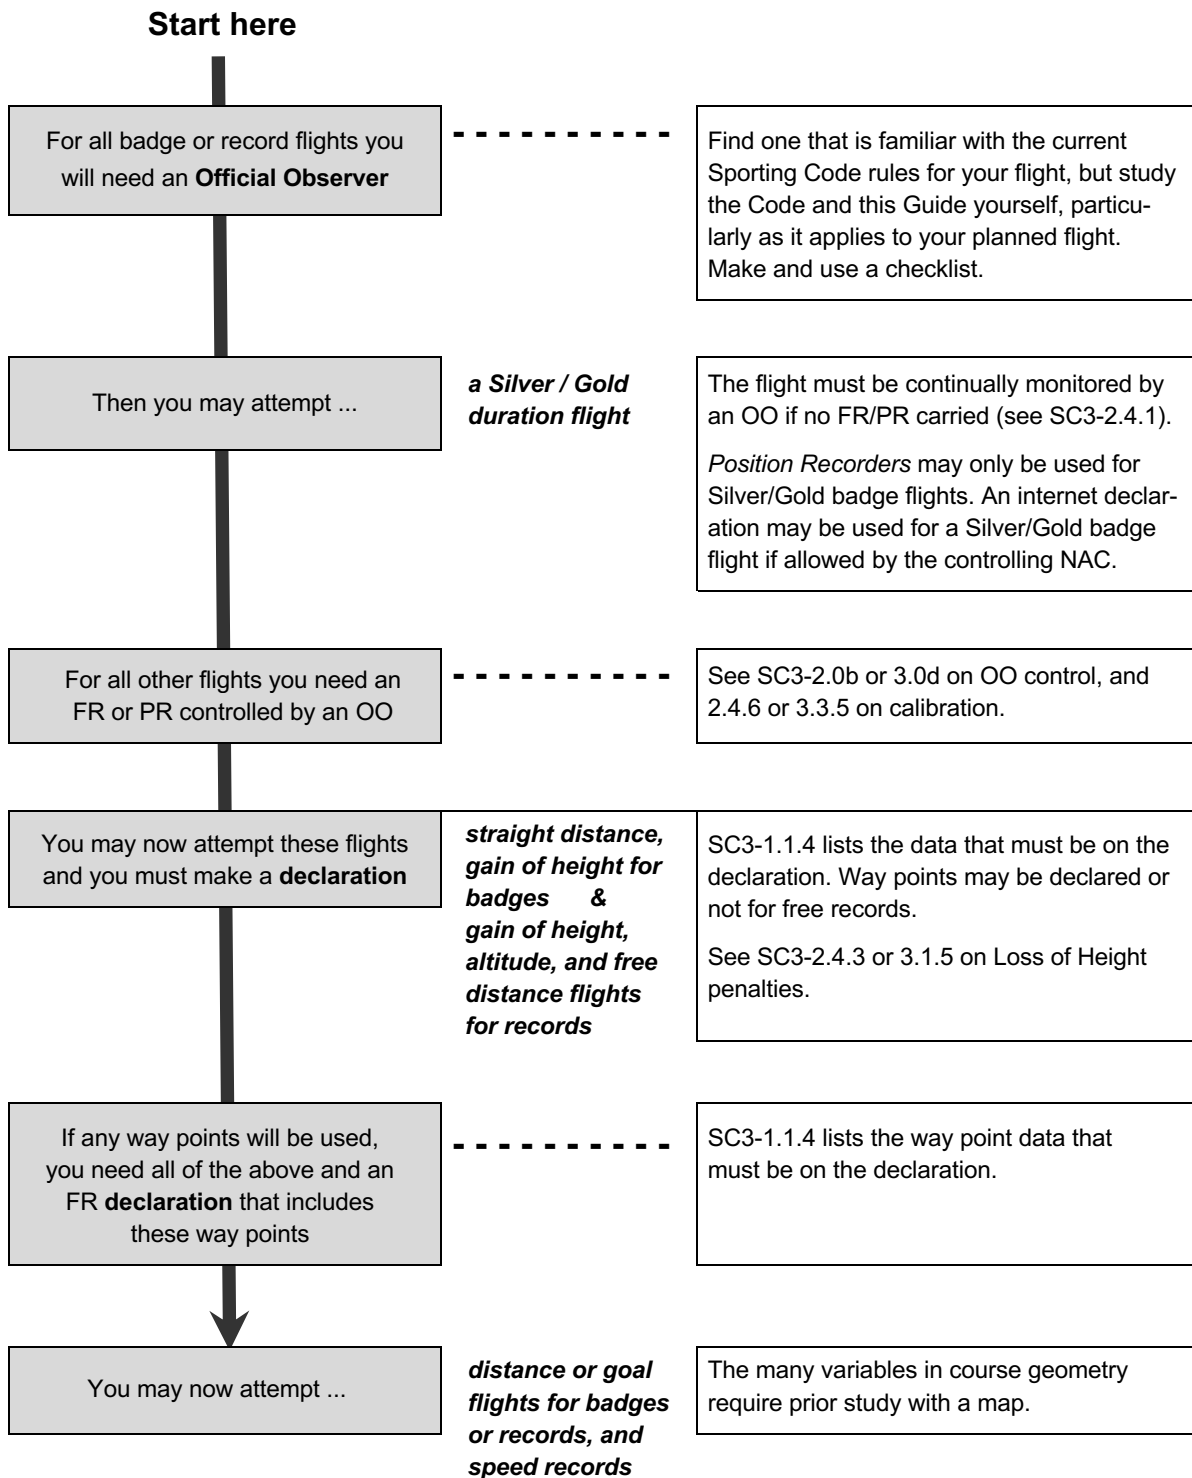 Start here
For all badge or record flights you
will need an Official Observer
- - - - - - - - - -
Find one that is familiar with the current
Sporting Code rules for your flight, but study
the Code and this Guide yourself, particu-
larly as it applies to your planned flight.
Make and use a checklist.
Then you may attempt ...
a Silver / Gold
duration flight
The flight must be continually monitored by
an OO if no FR/PR carried (see SC3-2.4.1).
Position Recorders may only be used for
Silver/Gold badge flights. An internet declar-
ation may be used for a Silver/Gold badge
flight if allowed by the controlling NAC.
For all other flights you need an
FR or PR controlled by an OO
- - - - - - - - - -
See SC3-2.0b or 3.0d on OO control, and
2.4.6 or 3.3.5 on calibration.
You may now attempt these flights
and you must make a declaration
straight distance,
gain of height for
badges &
gain of height,
altitude, and free
distance flights
for records
SC3-1.1.4 lists the data that must be on the
declaration. Way points may be declared or
not for free records.
See SC3-2.4.3 or 3.1.5 on Loss of Height
penalties.
If any way points will be used,
you need all of the above and an
FR declaration that includes
these way points
- - - - - - - - - -
SC3-1.1.4 lists the way point data that
must be on the declaration.
You may now attempt ...
distance or goal
flights for badges
or records, and
speed records
The many variables in course geometry
require prior study with a map.